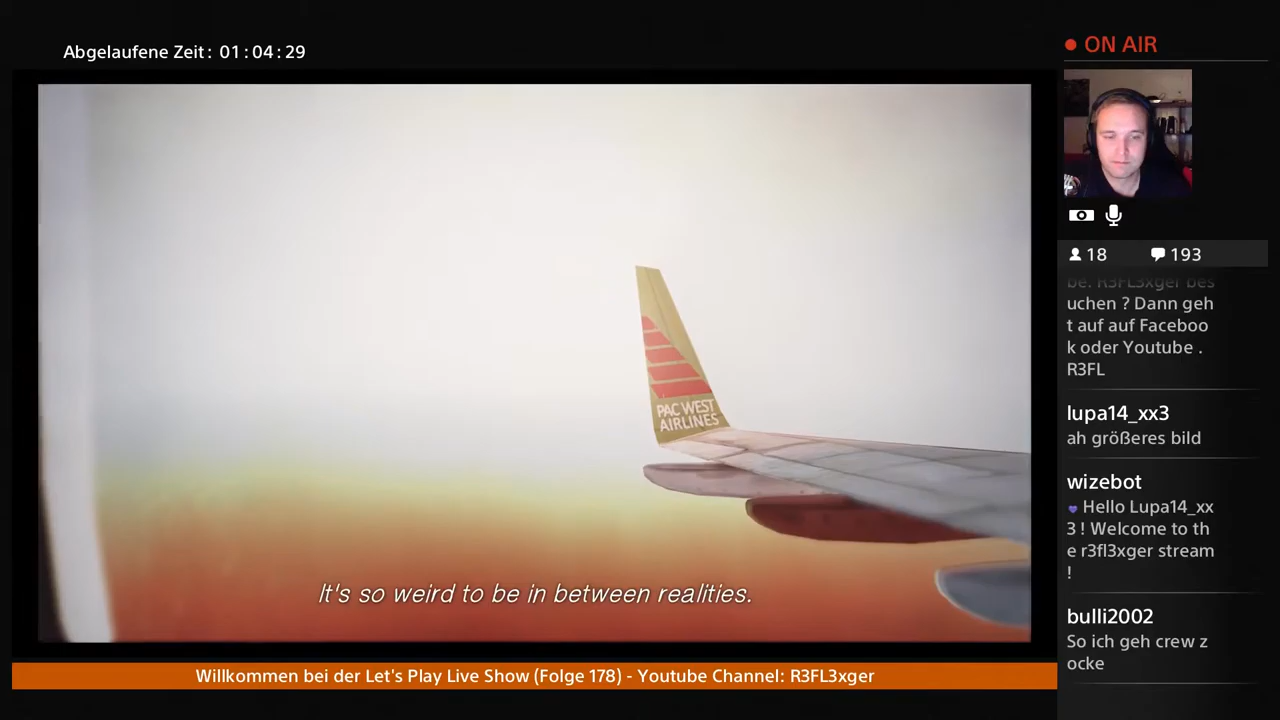 Abgelaufene Zeit: 01:04:29
ON AIR
PAC WEST
AIRLINES
It's so weird to be in between realities.
Willkommen bei der Let's Play Live Show (Folge 178) - Youtube Channel: R3FL3xger
18 193
be. R3FL3xger bes
uchen ? Dann geh
t auf auf Faceboo
k oder Youtube .
R3FL
lupa14_xx3
ah größeres bild
wizebot
Hello Lupa14_xx
3 ! Welcome to th
e r3fl3xger stream
!
bulli2002
So ich geh crew z
ocke